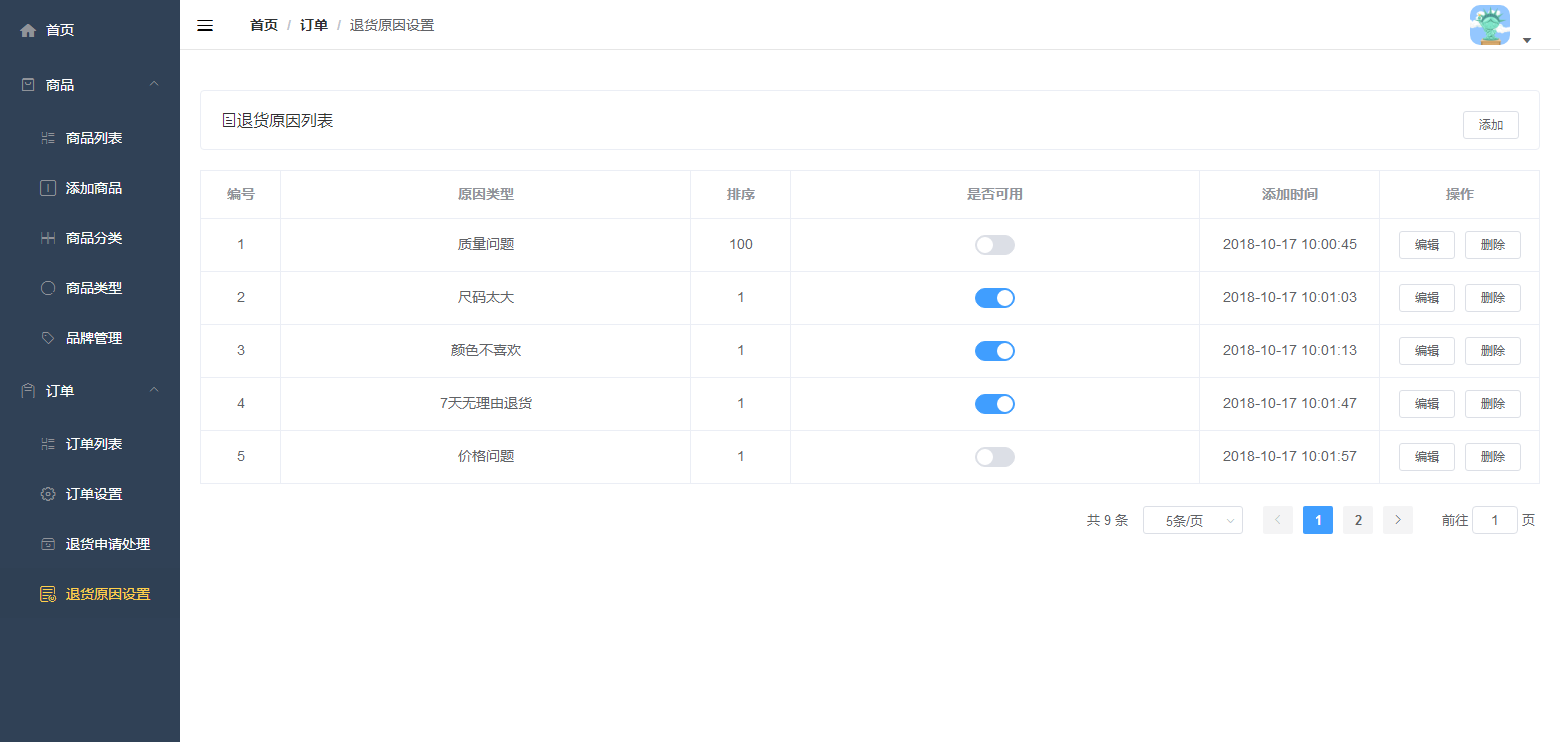 首页
商品
商品列表
添加商品
商品分类
商品类型
品牌管理
订单
订单列表
订单设置
退货申请处理
退货原因设置
首页 / 订单 / 退货原因设置
退货原因列表
添加
编号 原因类型 排序 是否可用 添加时间 操作
1 质量问题 100 2018-10-17 10:00:45 编辑 删除
2 尺码太大 1 2018-10-17 10:01:03 编辑 删除
3 颜色不喜欢 1 2018-10-17 10:01:13 编辑 删除
4 7天无理由退货 1 2018-10-17 10:01:47 编辑 删除
5 价格问题 1 2018-10-17 10:01:57 编辑 删除
共 9 条 5条/页 1 2 前往 1 页